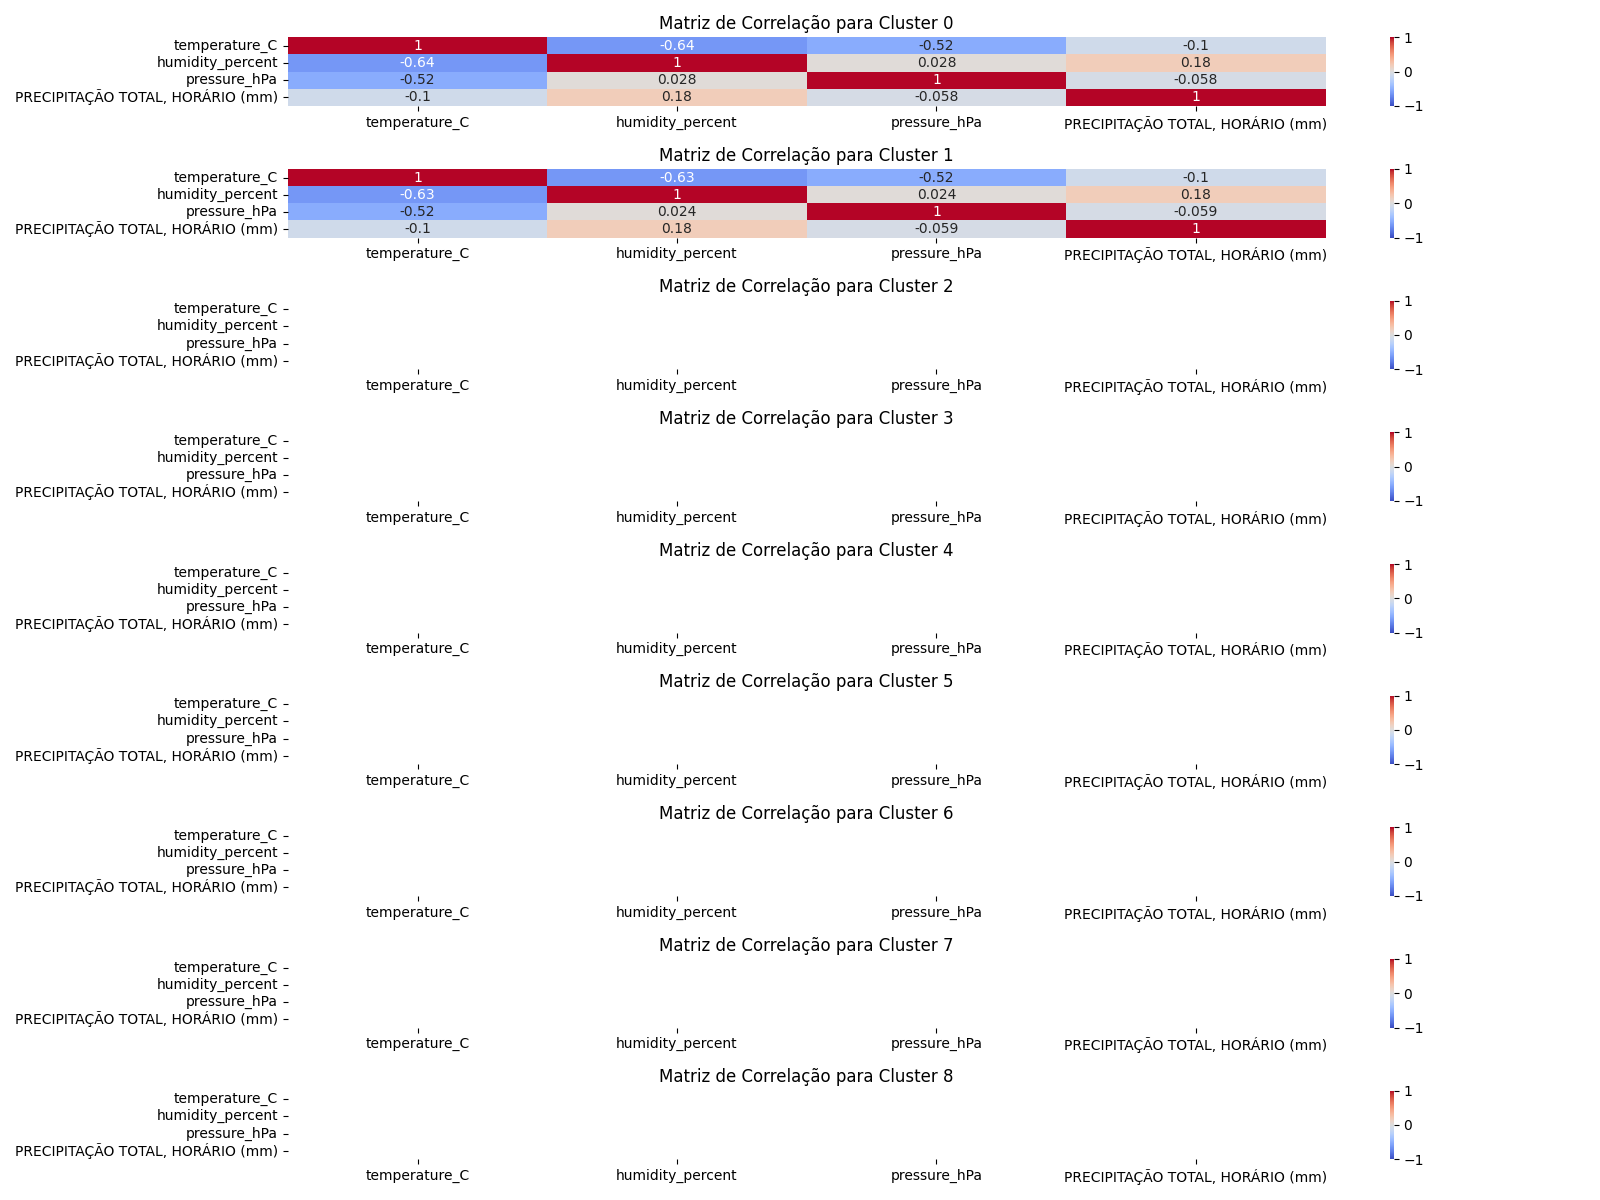 Matriz de Correlação para Cluster 0
temperature_C 1 -0.64 -0.52 -0.1 1
humidity_percent -0.64 1 0.028 0.18
pressure_hPa -0.52 0.028 1 -0.058 0
PRECIPITAÇÃO TOTAL, HORÁRIO (mm) -0.1 0.18 -0.058 1 −1
temperature_C humidity_percent pressure_hPa PRECIPITAÇÃO TOTAL, HORÁRIO (mm)
Matriz de Correlação para Cluster 1
temperature_C 1 -0.63 -0.52 -0.1 1
humidity_percent -0.63 1 0.024 0.18
pressure_hPa -0.52 0.024 1 -0.059 0
PRECIPITAÇÃO TOTAL, HORÁRIO (mm) -0.1 0.18 -0.059 1 −1
temperature_C humidity_percent pressure_hPa PRECIPITAÇÃO TOTAL, HORÁRIO (mm)
Matriz de Correlação para Cluster 2
temperature_C 1
humidity_percent
pressure_hPa 0
PRECIPITAÇÃO TOTAL, HORÁRIO (mm) −1
temperature_C humidity_percent pressure_hPa PRECIPITAÇÃO TOTAL, HORÁRIO (mm)
Matriz de Correlação para Cluster 3
temperature_C 1
humidity_percent
pressure_hPa 0
PRECIPITAÇÃO TOTAL, HORÁRIO (mm) −1
temperature_C humidity_percent pressure_hPa PRECIPITAÇÃO TOTAL, HORÁRIO (mm)
Matriz de Correlação para Cluster 4
temperature_C 1
humidity_percent
pressure_hPa 0
PRECIPITAÇÃO TOTAL, HORÁRIO (mm) −1
temperature_C humidity_percent pressure_hPa PRECIPITAÇÃO TOTAL, HORÁRIO (mm)
Matriz de Correlação para Cluster 5
temperature_C 1
humidity_percent
pressure_hPa 0
PRECIPITAÇÃO TOTAL, HORÁRIO (mm) −1
temperature_C humidity_percent pressure_hPa PRECIPITAÇÃO TOTAL, HORÁRIO (mm)
Matriz de Correlação para Cluster 6
temperature_C 1
humidity_percent
pressure_hPa 0
PRECIPITAÇÃO TOTAL, HORÁRIO (mm) −1
temperature_C humidity_percent pressure_hPa PRECIPITAÇÃO TOTAL, HORÁRIO (mm)
Matriz de Correlação para Cluster 7
temperature_C 1
humidity_percent
pressure_hPa 0
PRECIPITAÇÃO TOTAL, HORÁRIO (mm) −1
temperature_C humidity_percent pressure_hPa PRECIPITAÇÃO TOTAL, HORÁRIO (mm)
Matriz de Correlação para Cluster 8
temperature_C 1
humidity_percent
pressure_hPa 0
PRECIPITAÇÃO TOTAL, HORÁRIO (mm) −1
temperature_C humidity_percent pressure_hPa PRECIPITAÇÃO TOTAL, HORÁRIO (mm)